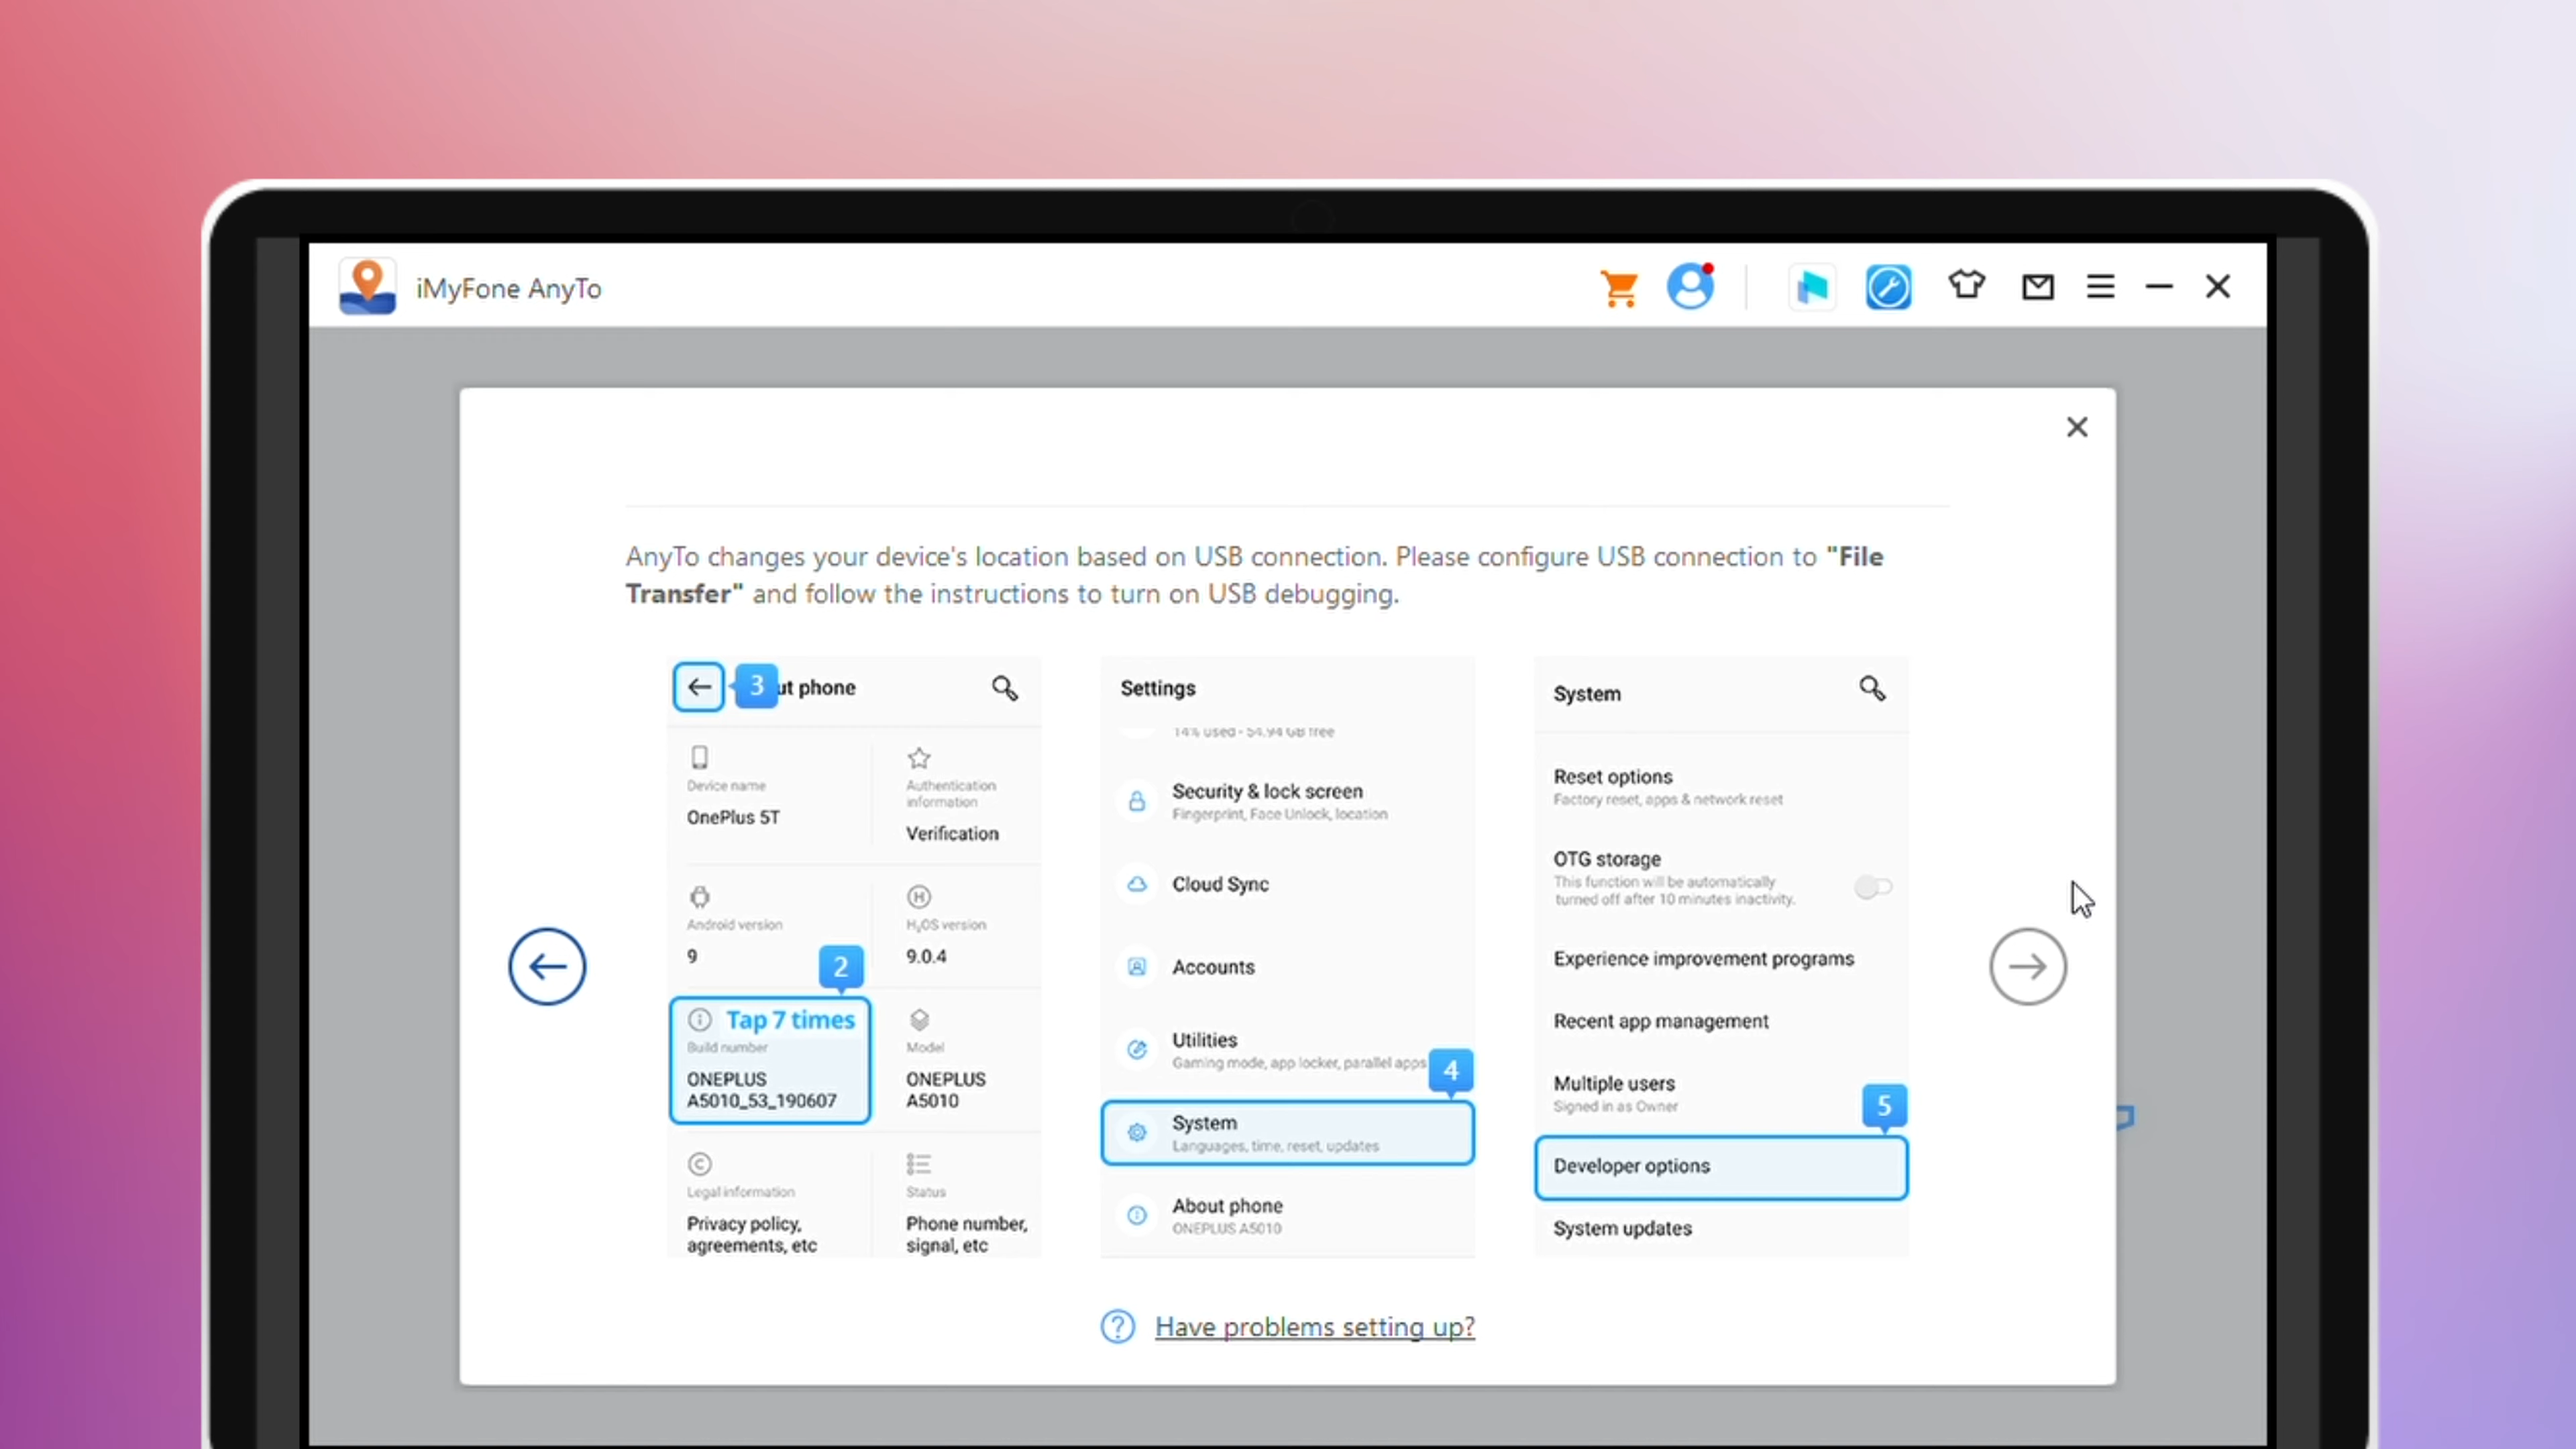 iMyFone AnyTo
AnyTo changes your device's location based on USB connection. Please configure USB connection to "File
Transfer" and follow the instructions to turn on USB debugging.
3
ut phone
Device name
OnePlus 5T
Authentication
information
Verification
Android version
9
H₂OS version
9.0.4
2
Tap 7 times
Build number
ONEPLUS
A5010_53_190607
Model
ONEPLUS
A5010
Legal information
Privacy policy,
agreements, etc
Status
Phone number,
signal, etc
Settings
14% used - 54.94 GB free
Security & lock screen
Fingerprint, Face Unlock, location
Cloud Sync
Accounts
Utilities
Gaming mode, app locker, parallel apps
4
System
Languages, time, reset, updates
About phone
ONEPLUS A5010
System
Reset options
Factory reset, apps & network reset
OTG storage
This function will be automatically
turned off after 10 minutes inactivity.
Experience improvement programs
Recent app management
Multiple users
Signed in as Owner
5
Developer options
System updates
Have problems setting up?